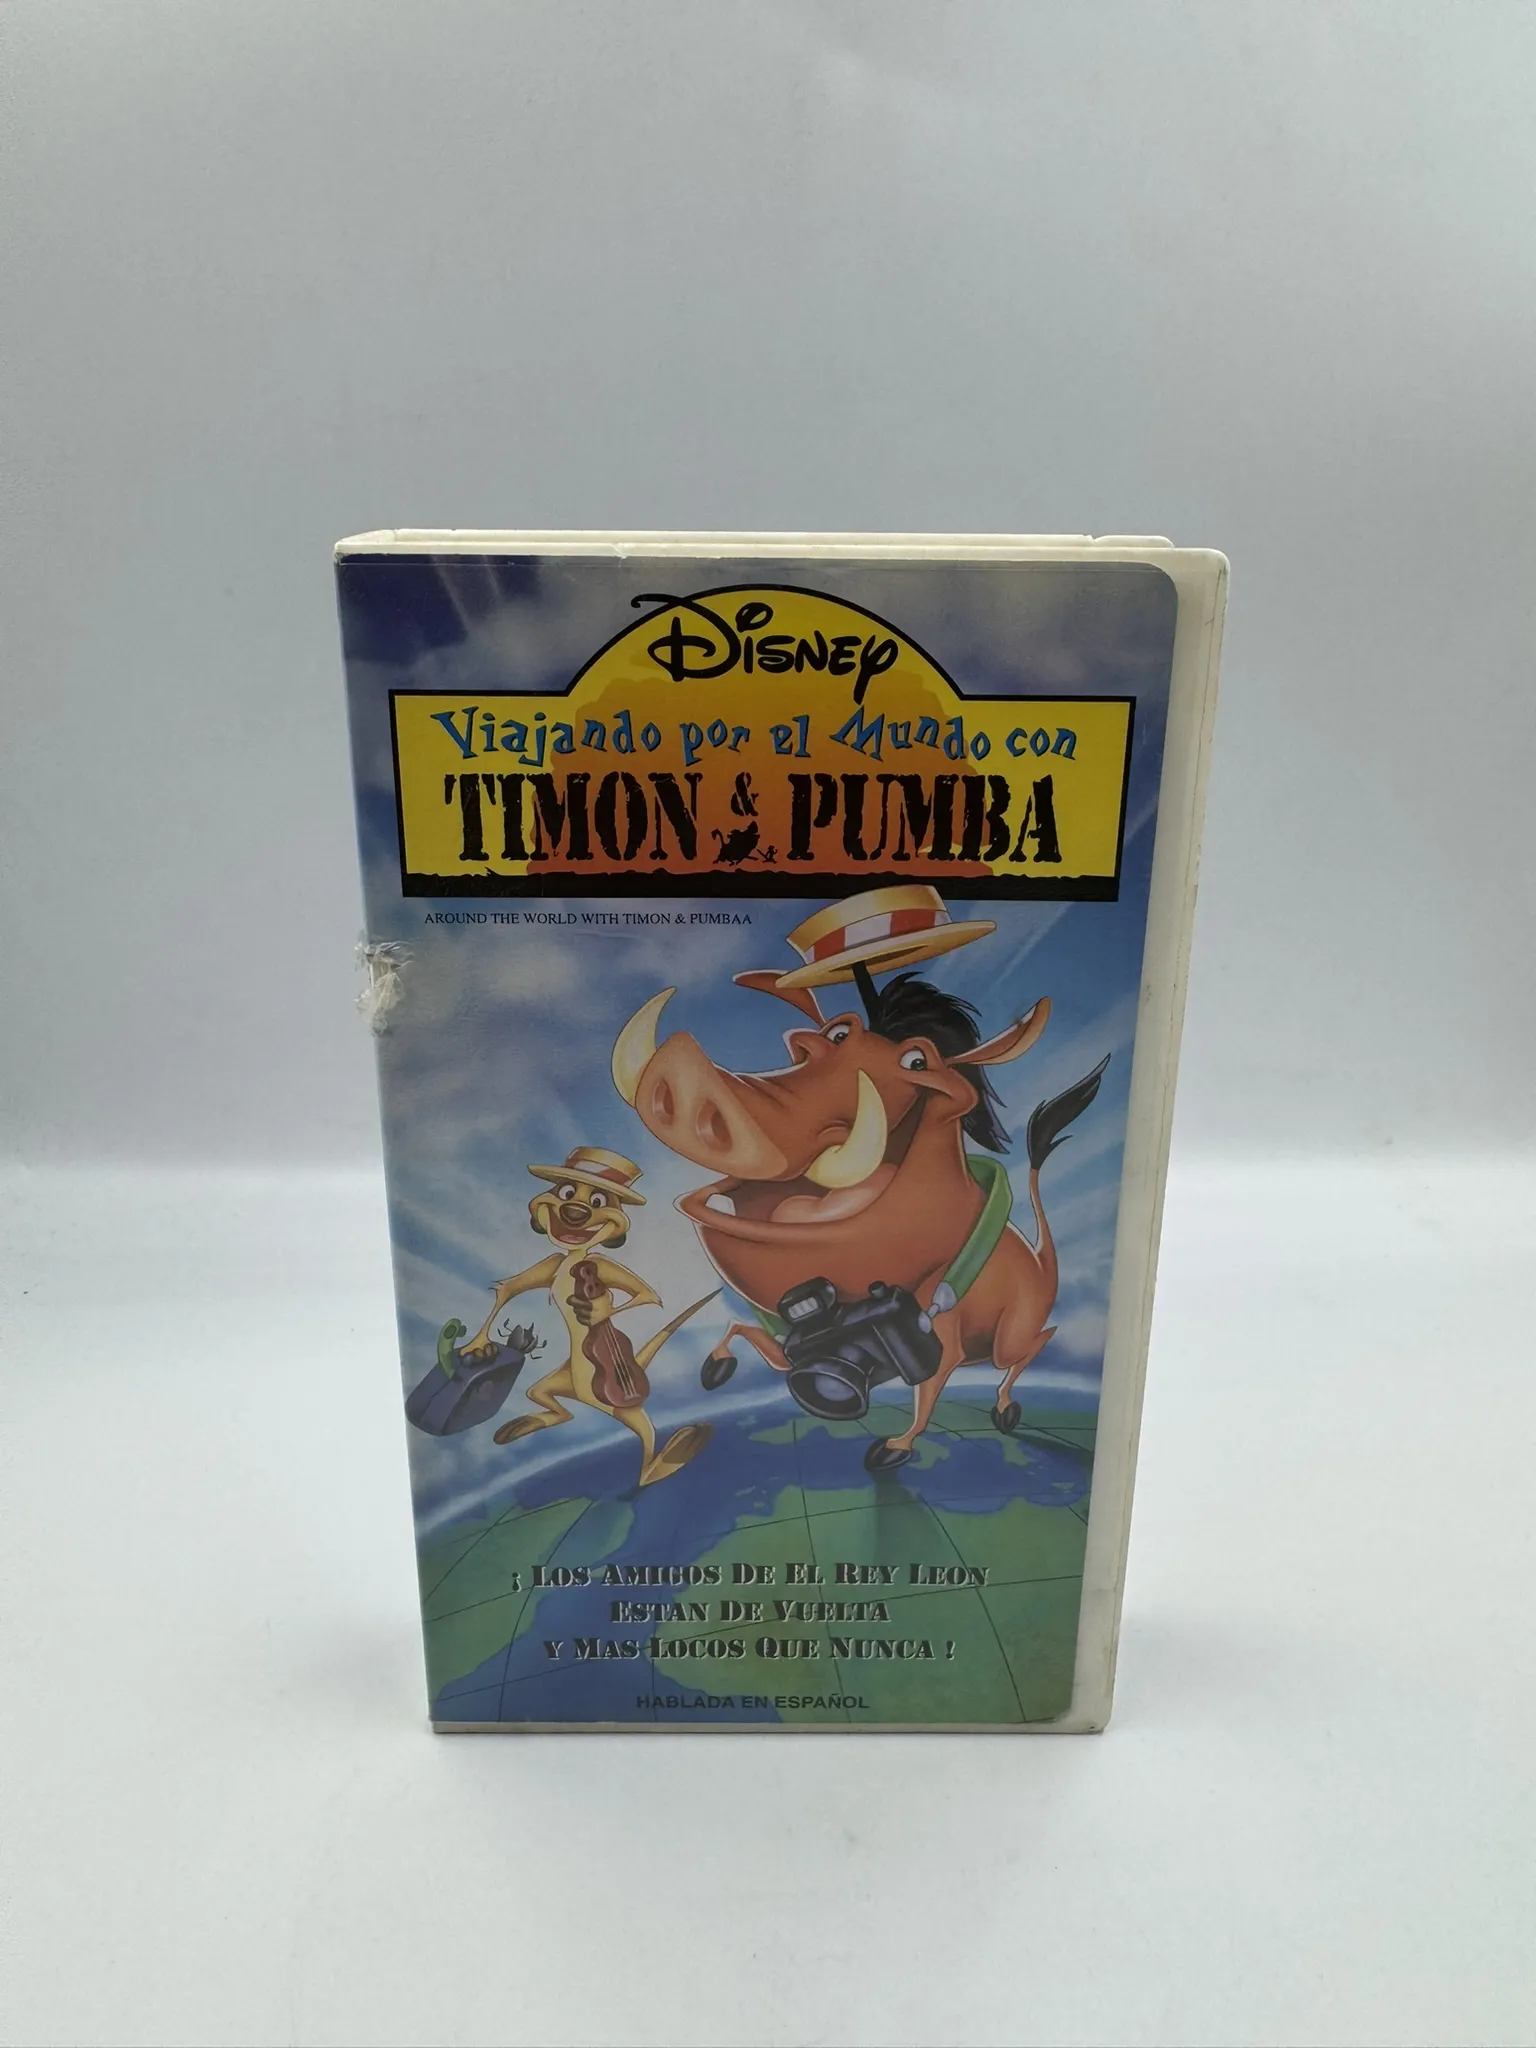 DISNEY
Viajando por el Mundo con
TIMON & PUMBA
AROUND THE WORLD WITH TIMON & PUMBAA
¡ LOS AMIGOS DE EL REY LEON
ESTAN DE VUELTA
Y MAS LOCOS QUE NUNCA !
HABLADA EN ESPAÑOL